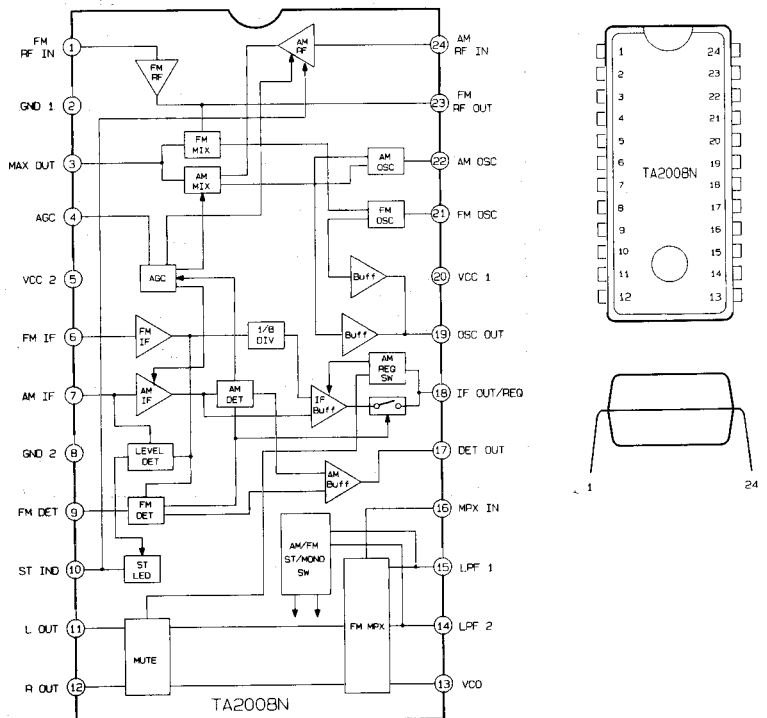 FM
RF IN
1
GND 1
2
MAX OUT
3
AGC
4
VCC 2
5
FM IF
6
AM IF
7
GND 2
8
FM DET
9
ST IND
10
L OUT
11
R OUT
12
FM
RF
AM
RF
FM
MIX
AM
MIX
AM
OSC
FM
OSC
AGC
Buff
Buff
FM
IF
1/8
DIV
AM
IF
AM
DET
IF
Buff
AM
REQ
SW
LEVEL
DET
FM
DET
AM
Buff
ST
LED
AM/FM
ST/MONO
SW
MUTE
FM MPX
TA2008N
24
AM
RF IN
23
FM
RF OUT
22
AM OSC
21
FM OSC
20
VCC 1
19
OSC OUT
18
IF OUT/REQ
17
DET OUT
16
MPX IN
15
LPF 1
14
LPF 2
13
VCO
1 24
2 23
3 22
4 21
5 20
6 19
TA2008N
7 18
8 17
9 16
10 15
11 14
12 13
1 24